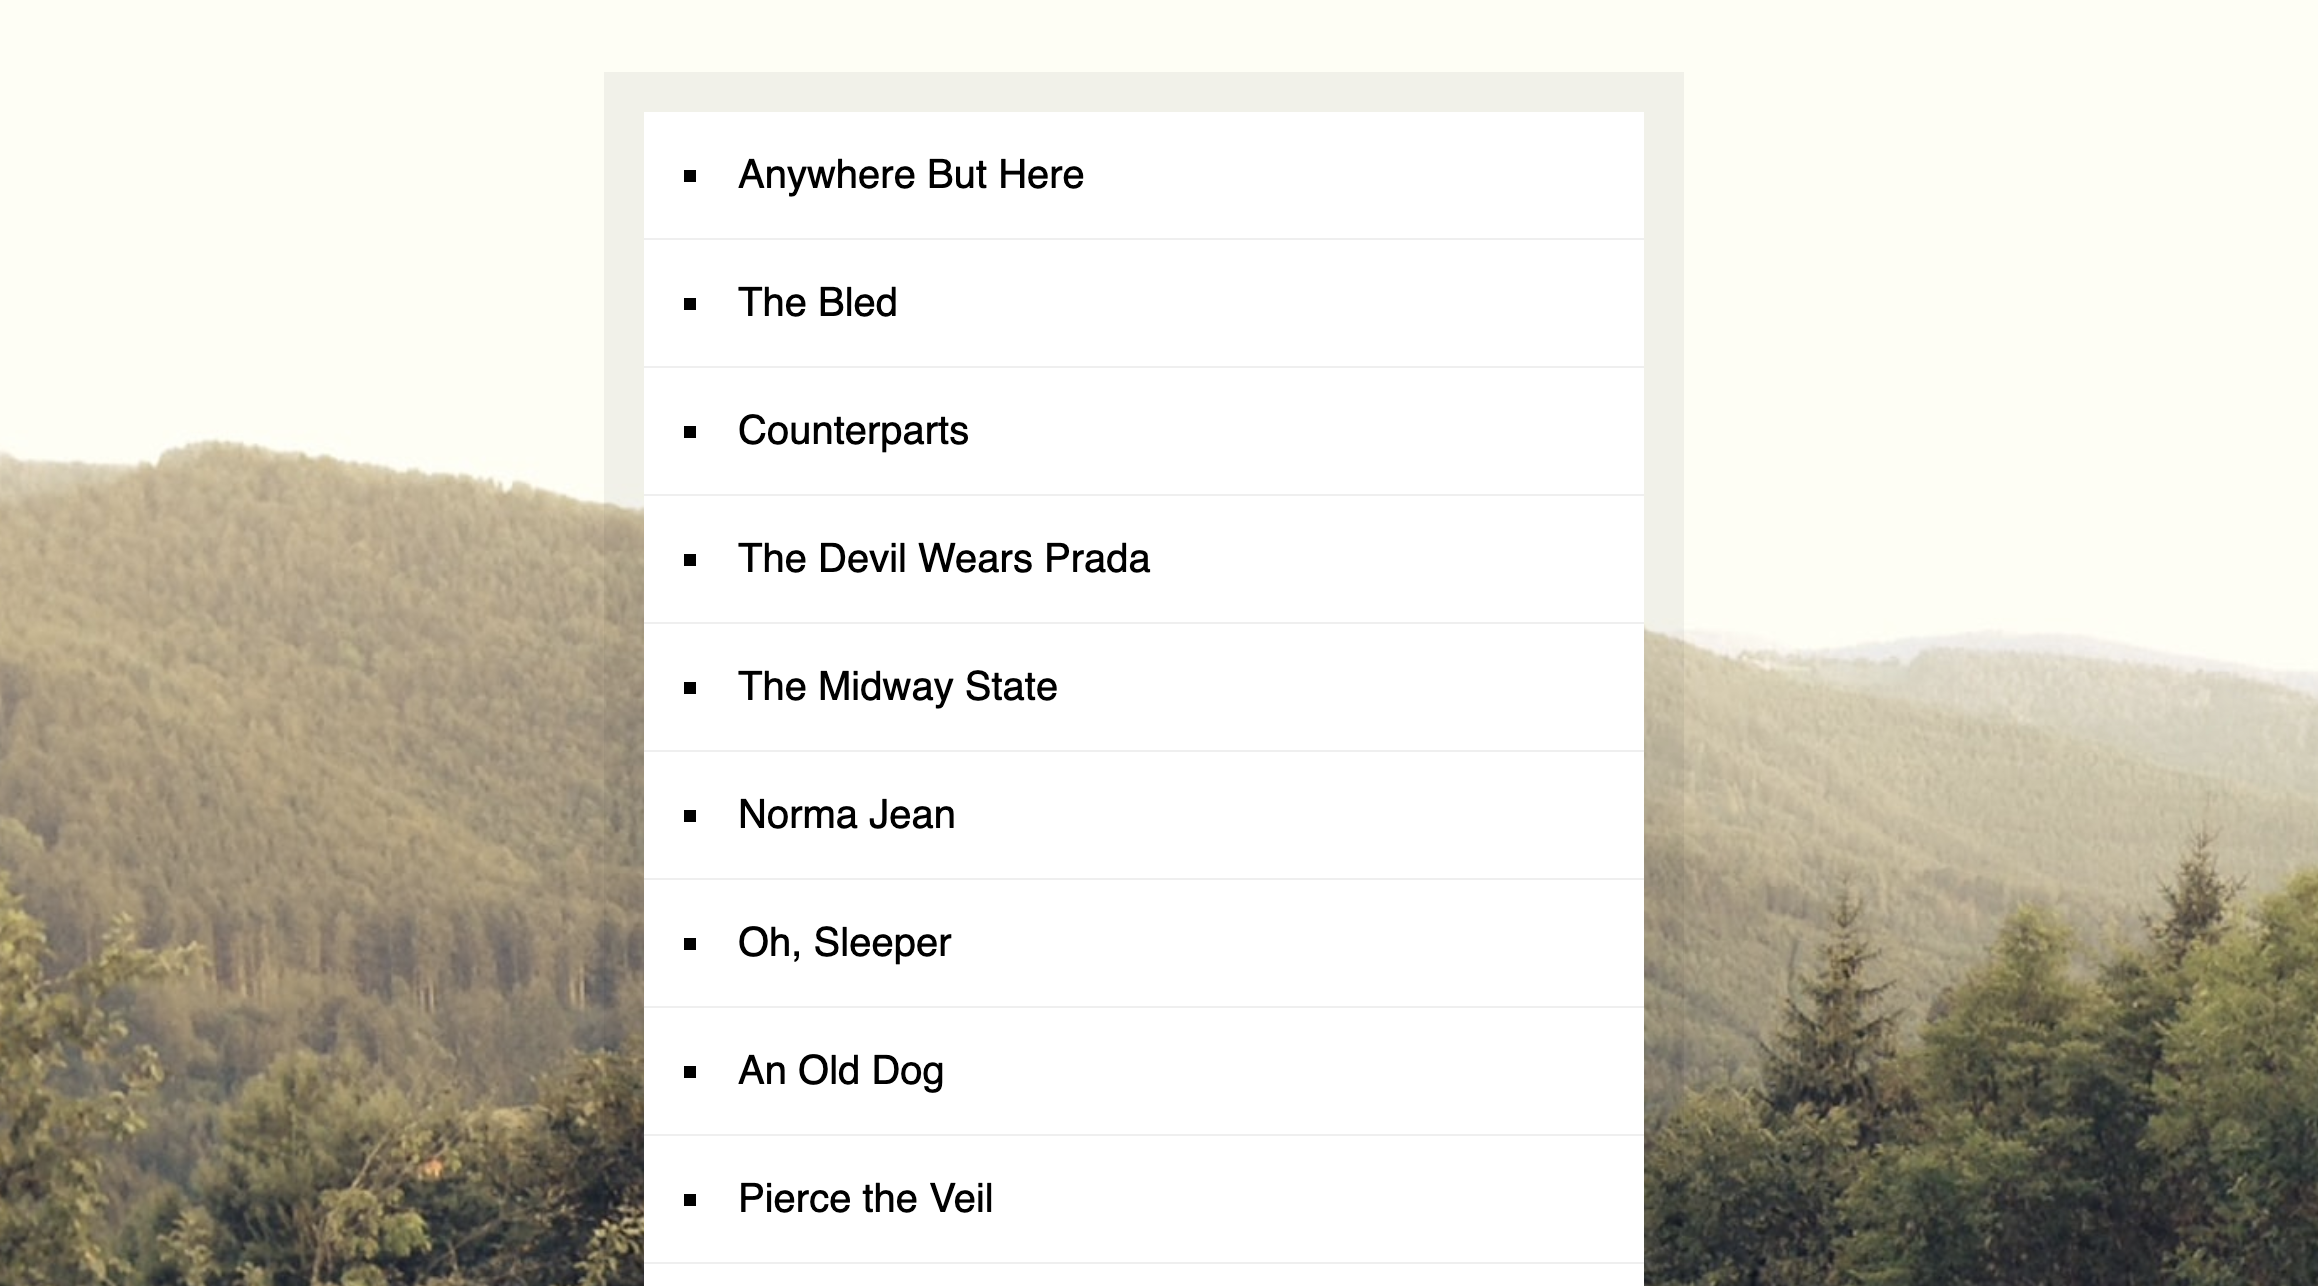 Anywhere But Here
The Bled
Counterparts
The Devil Wears Prada
The Midway State
Norma Jean
Oh, Sleeper
An Old Dog
Pierce the Veil